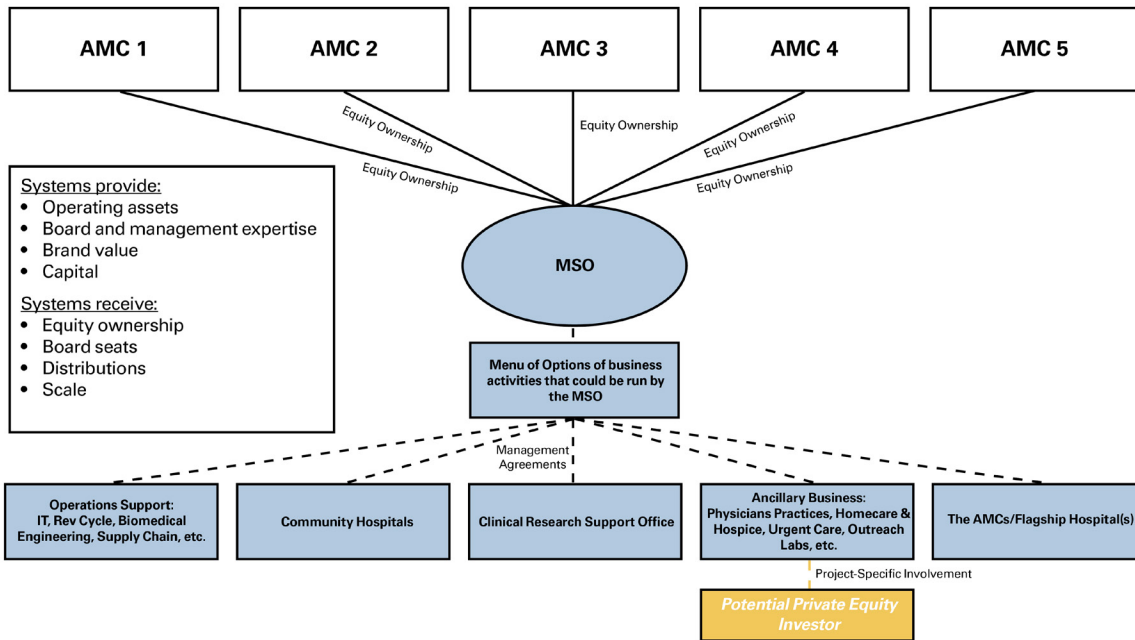 AMC 1
AMC 2
AMC 3
AMC 4
AMC 5
Equity Ownership
Equity Ownership
Equity Ownership
Equity Ownership
Equity Ownership
Systems provide:
• Operating assets
• Board and management expertise
• Brand value
• Capital
Systems receive:
• Equity ownership
• Board seats
• Distributions
• Scale
MSO
Menu of Options of business
activities that could be run by
the MSO
Management
Agreements
Operations Support:
IT, Rev Cycle, Biomedical
Engineering, Supply Chain, etc.
Community Hospitals
Clinical Research Support Office
Ancillary Business:
Physicians Practices, Homecare &
Hospice, Urgent Care, Outreach
Labs, etc.
The AMCs/Flagship Hospital(s)
Project-Specific Involvement
Potential Private Equity
Investor